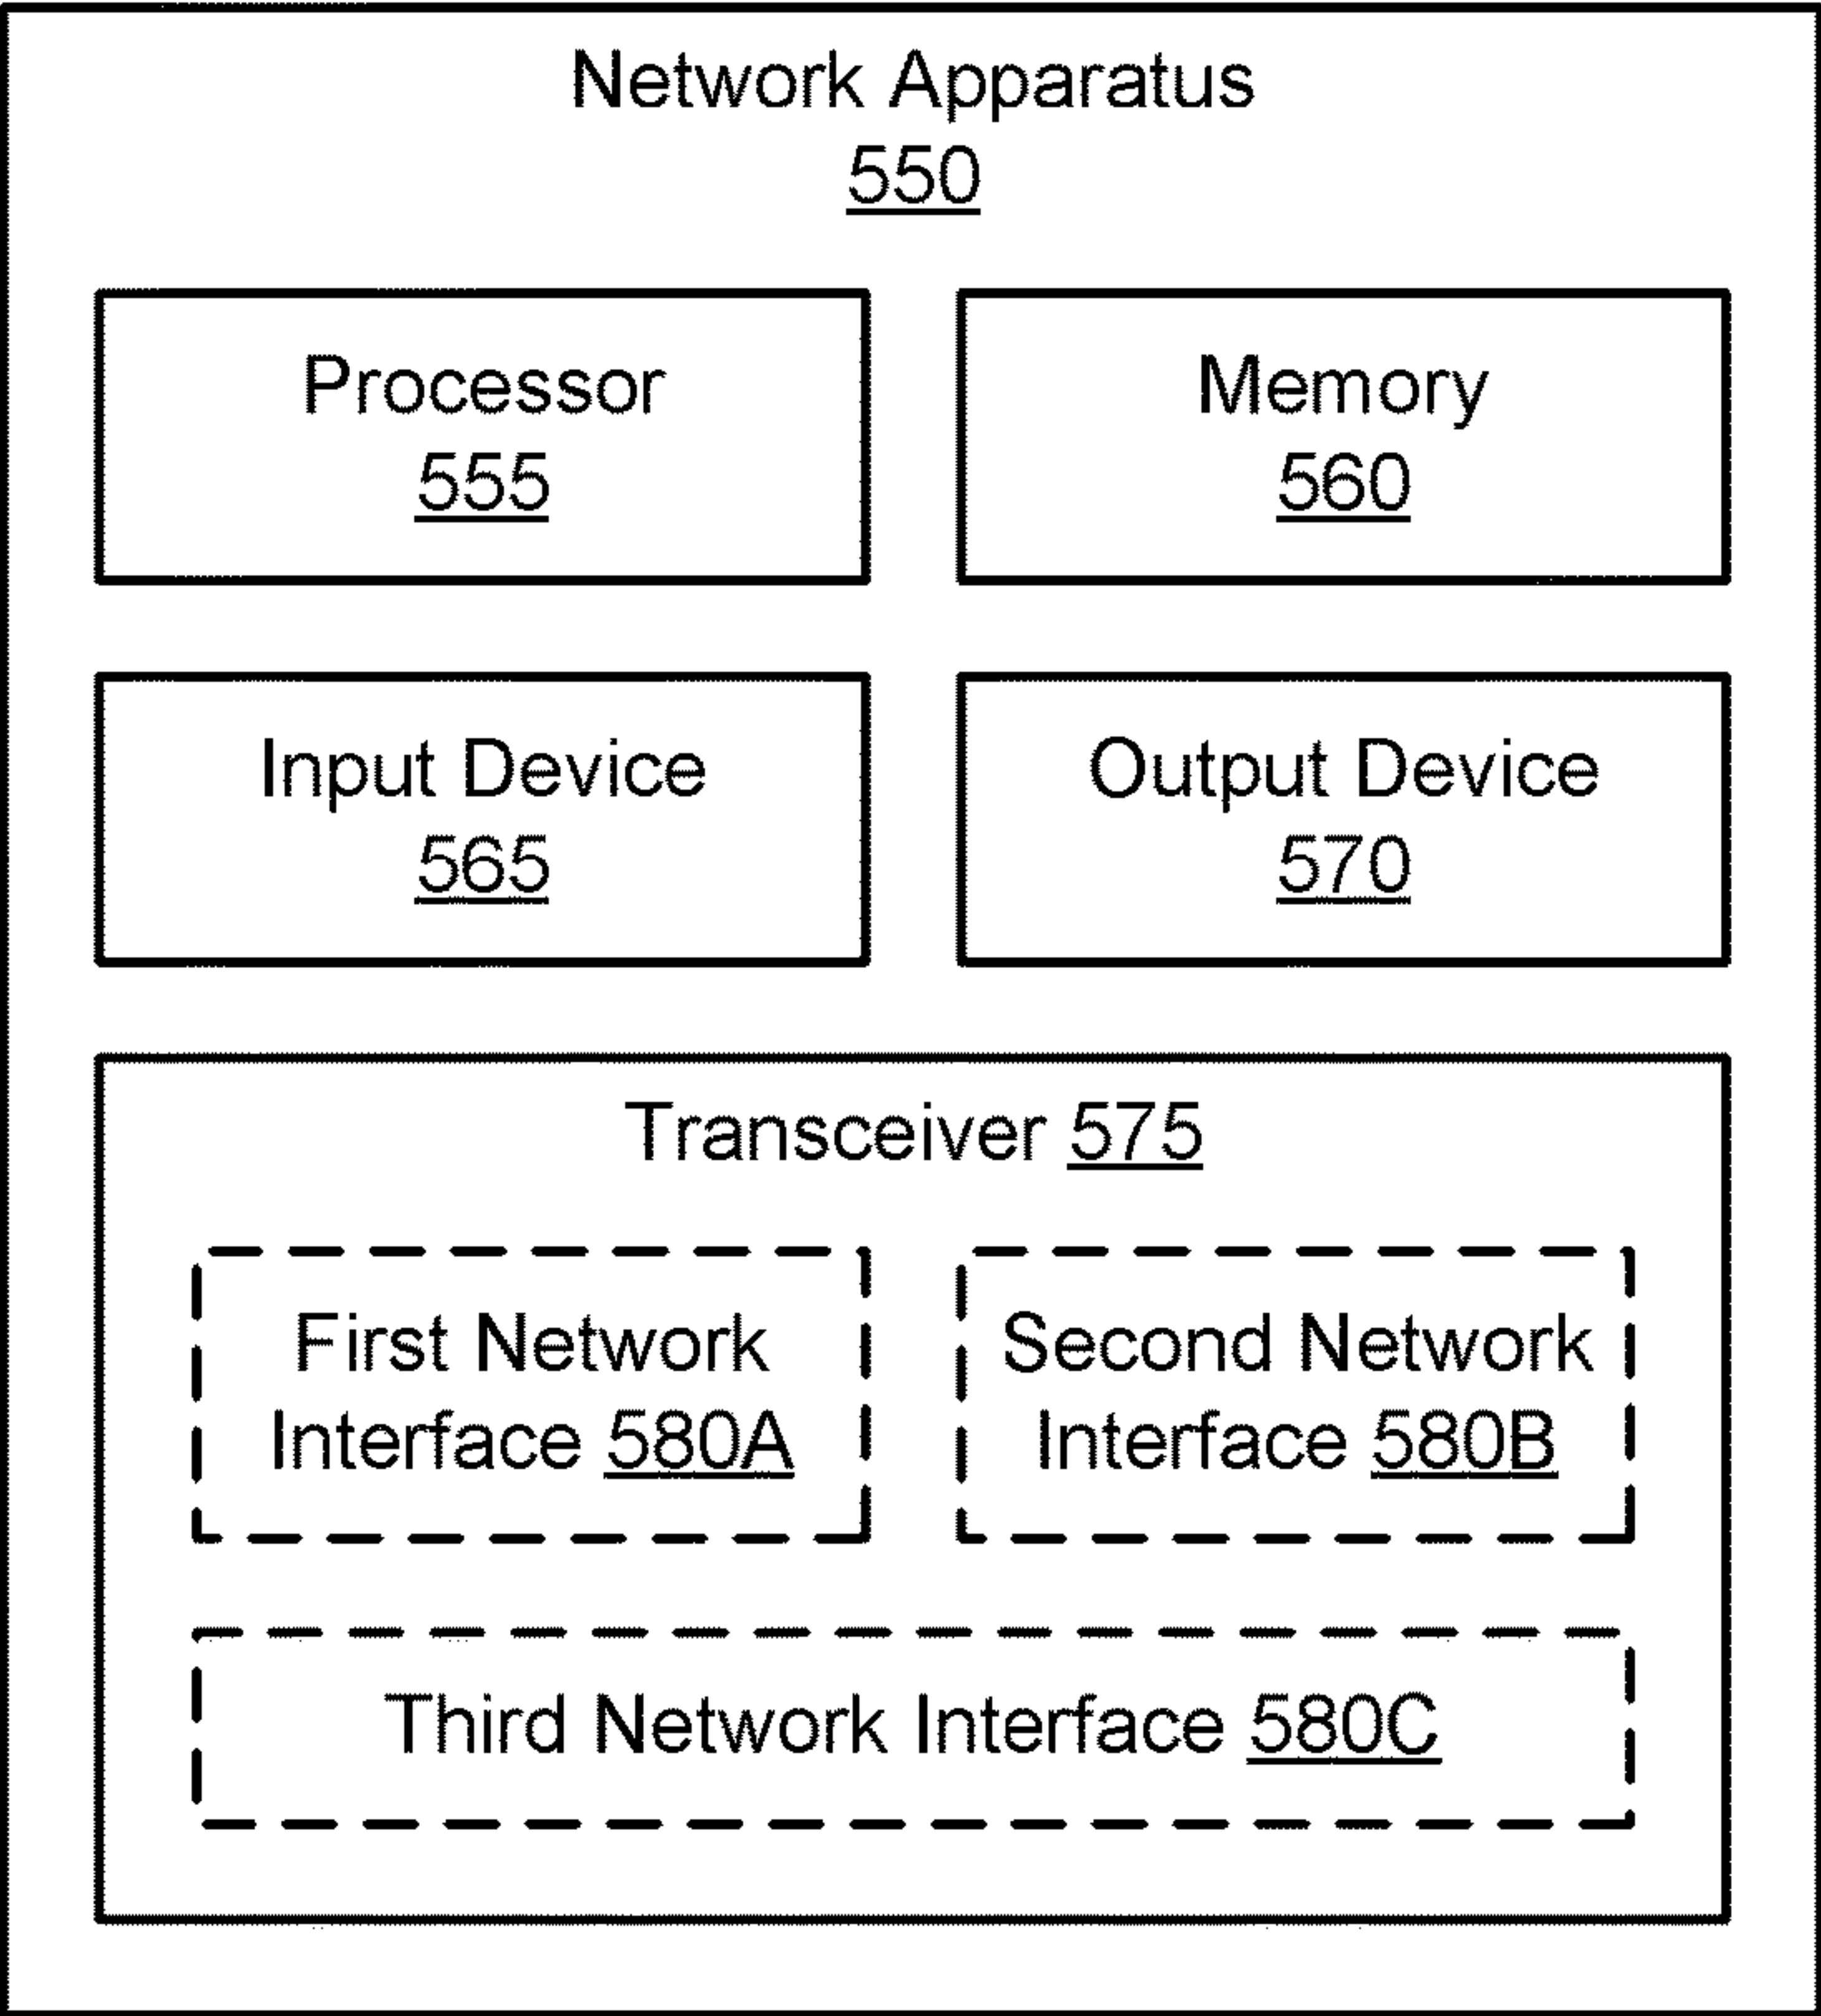 Network Apparatus
550
Processor
555
Memory
560
Input Device
565
Output Device
570
Transceiver 575
First Network
Interface 580A
Second Network
Interface 580B
Third Network Interface 580C